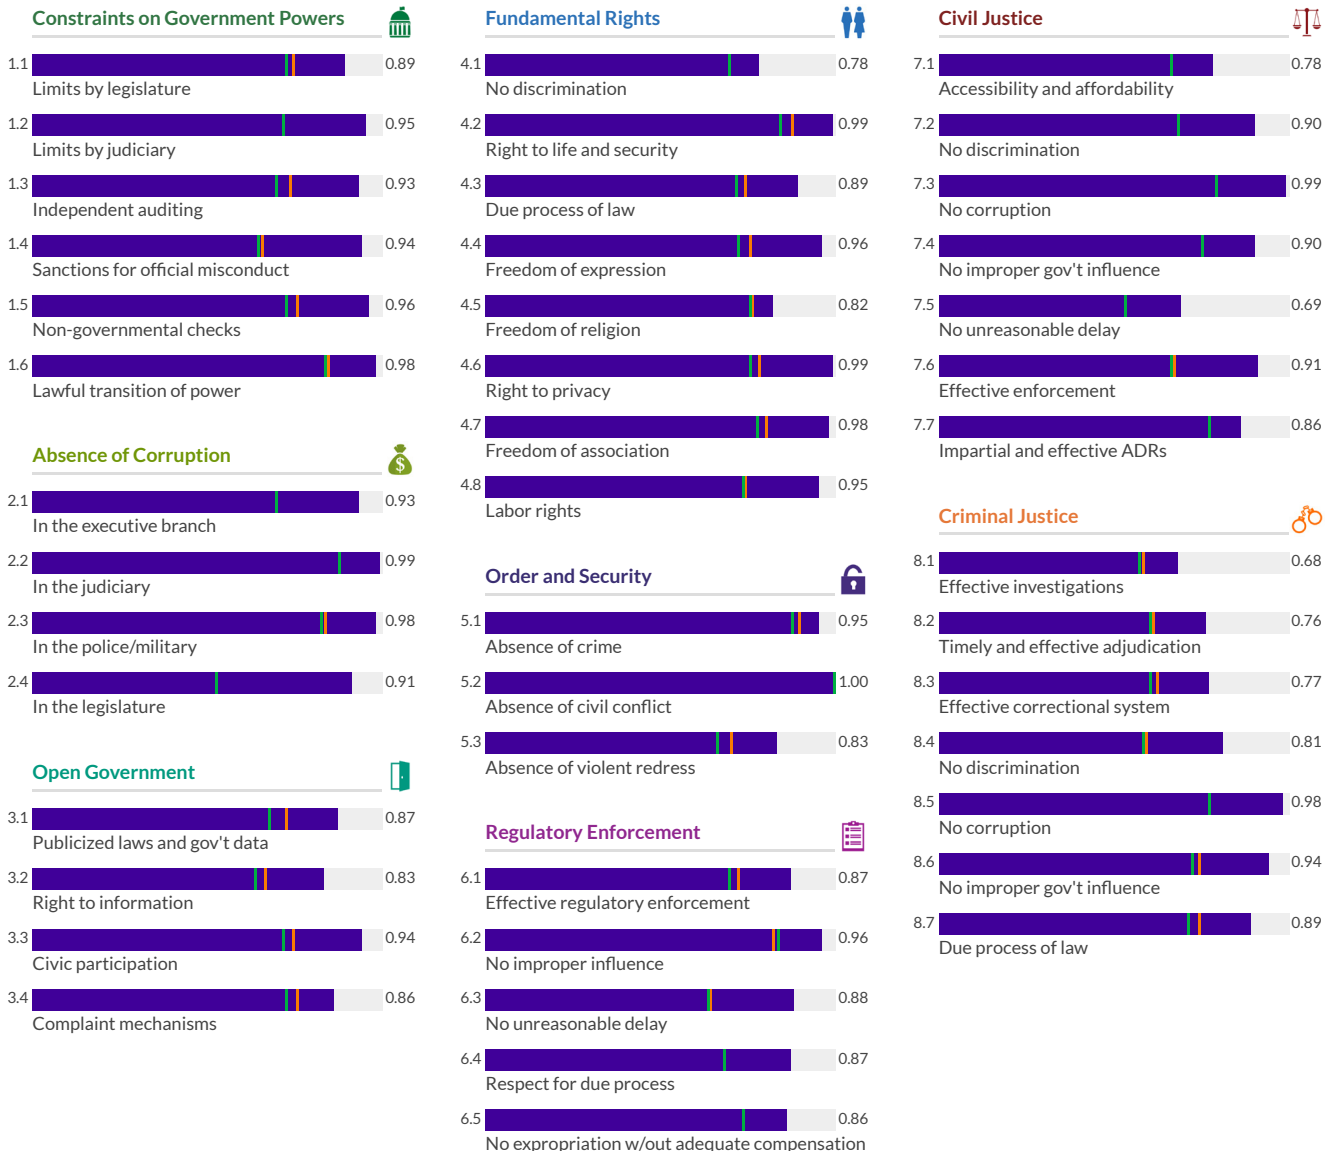 Constraints on Government Powers
1.1 0.89
Limits by legislature
1.2 0.95
Limits by judiciary
1.3 0.93
Independent auditing
1.4 0.94
Sanctions for official misconduct
1.5 0.96
Non-governmental checks
1.6 0.98
Lawful transition of power
Absence of Corruption
$
2.1 0.93
In the executive branch
2.2 0.99
In the judiciary
2.3 0.98
In the police/military
2.4 0.91
In the legislature
Open Government
3.1 0.87
Publicized laws and gov't data
3.2 0.83
Right to information
3.3 0.94
Civic participation
3.4 0.86
Complaint mechanisms
Fundamental Rights
4.1 0.78
No discrimination
4.2 0.99
Right to life and security
4.3 0.89
Due process of law
4.4 0.96
Freedom of expression
4.5 0.82
Freedom of religion
4.6 0.99
Right to privacy
4.7 0.98
Freedom of association
4.8 0.95
Labor rights
Order and Security
5.1 0.95
Absence of crime
5.2 1.00
Absence of civil conflict
5.3 0.83
Absence of violent redress
Regulatory Enforcement
6.1 0.87
Effective regulatory enforcement
6.2 0.96
No improper influence
6.3 0.88
No unreasonable delay
6.4 0.87
Respect for due process
6.5 0.86
No expropriation w/out adequate compensation
Civil Justice
7.1 0.78
Accessibility and affordability
7.2 0.90
No discrimination
7.3 0.99
No corruption
7.4 0.90
No improper gov't influence
7.5 0.69
No unreasonable delay
7.6 0.91
Effective enforcement
7.7 0.86
Impartial and effective ADRs
Criminal Justice
8.1 0.68
Effective investigations
8.2 0.76
Timely and effective adjudication
8.3 0.77
Effective correctional system
8.4 0.81
No discrimination
8.5 0.98
No corruption
8.6 0.94
No improper gov't influence
8.7 0.89
Due process of law